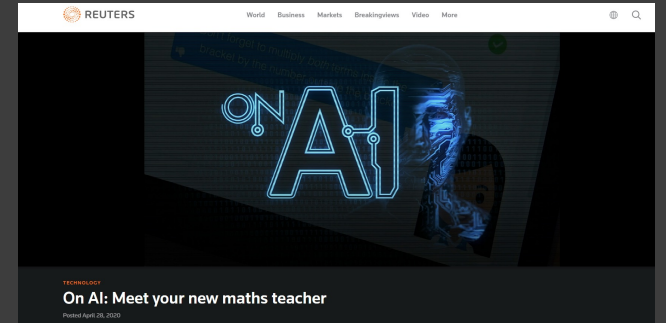 REUTERS
World Business Markets Breakingviews Video More
ON AI
TECHNOLOGY
On AI: Meet your new maths teacher
Posted April 28, 2020